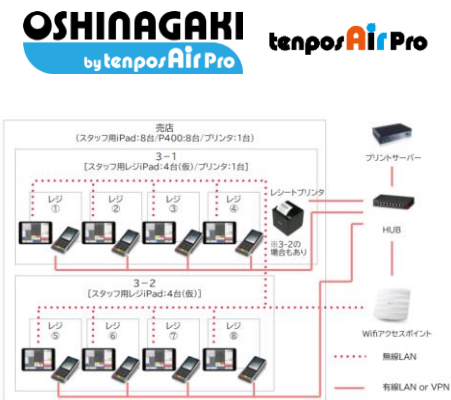 OSHINAGAKI
by tenposAir Pro
tenposAir Pro
売店
(スタッフ用iPad:8台/P400:8台/プリンタ:1台)
3-1
[スタッフ用レジiPad:4台(仮)/プリンタ:1台]
レジ
①
レジ
②
レジ
③
レジ
④
レシートプリンタ
※3-2の
場合もあり
プリントサーバー
HUB
3-2
[スタッフ用レジiPad:4台(仮)]
レジ
⑤
レジ
⑥
レジ
⑦
レジ
⑧
Wifiアクセスポイント
無線LAN
有線LAN or VPN